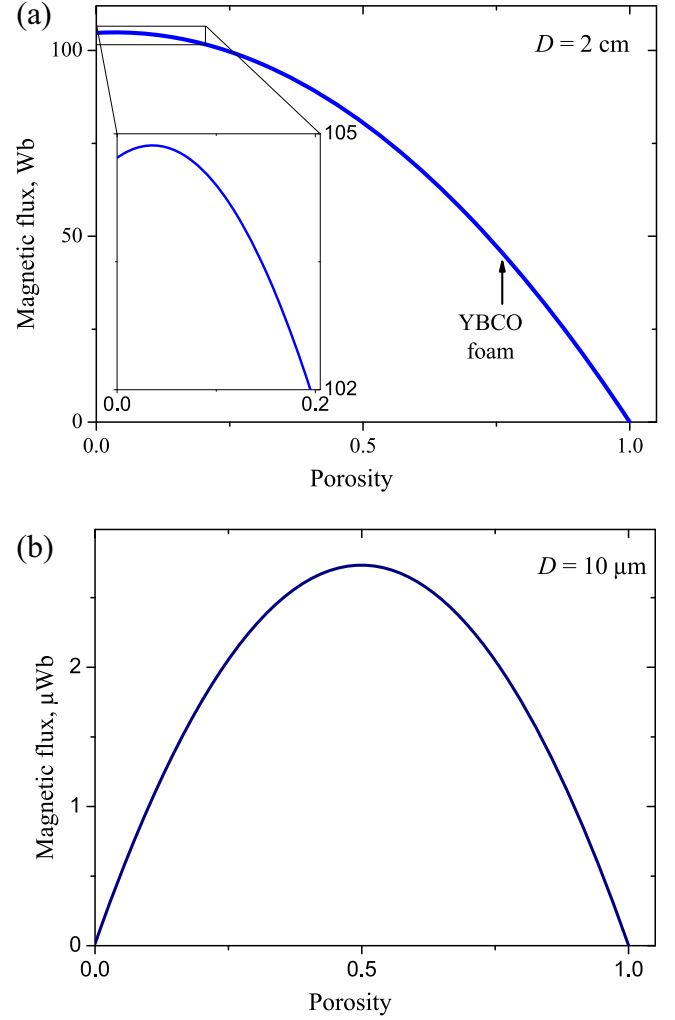 (a)
D = 2 cm
Magnetic flux, Wb
100
50
0
105
102
0.0
0.2
YBCO
foam
0.0
0.5
1.0
Porosity
(b)
D = 10 μm
Magnetic flux, μWb
2
1
0
0.0
0.5
1.0
Porosity